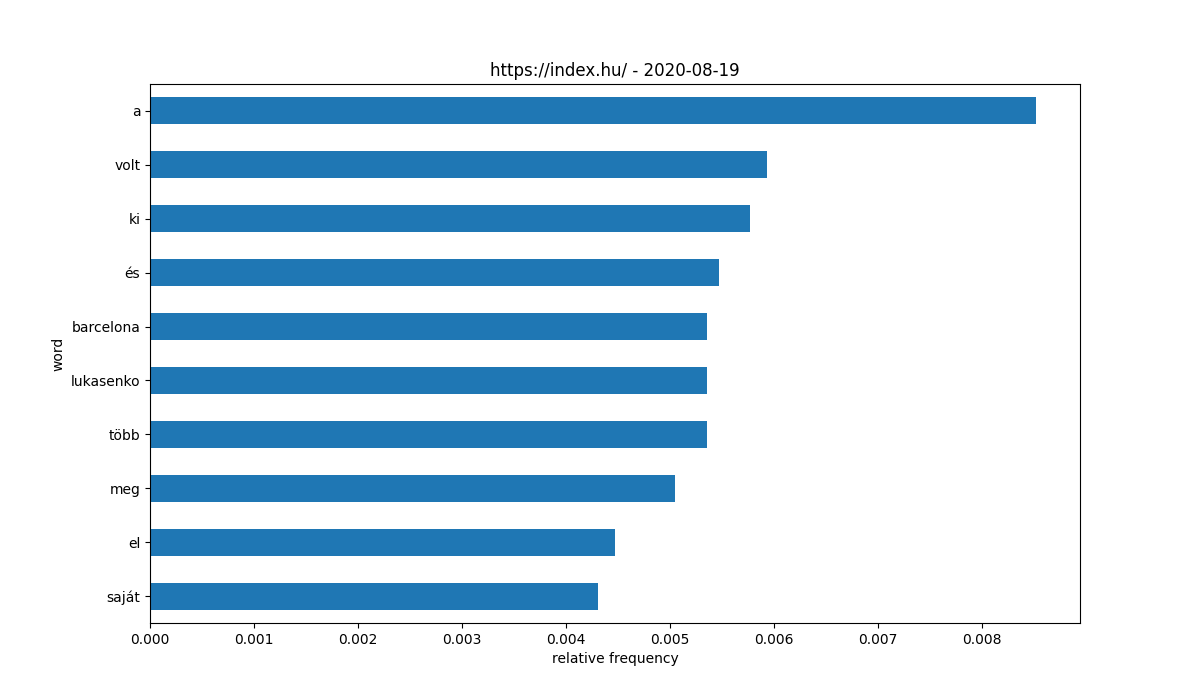 https://index.hu/ - 2020-08-19
a
volt
ki
és
barcelona
lukasenko
több
meg
el
saját
word
0.000 0.001 0.002 0.003 0.004 0.005 0.006 0.007 0.008
relative frequency